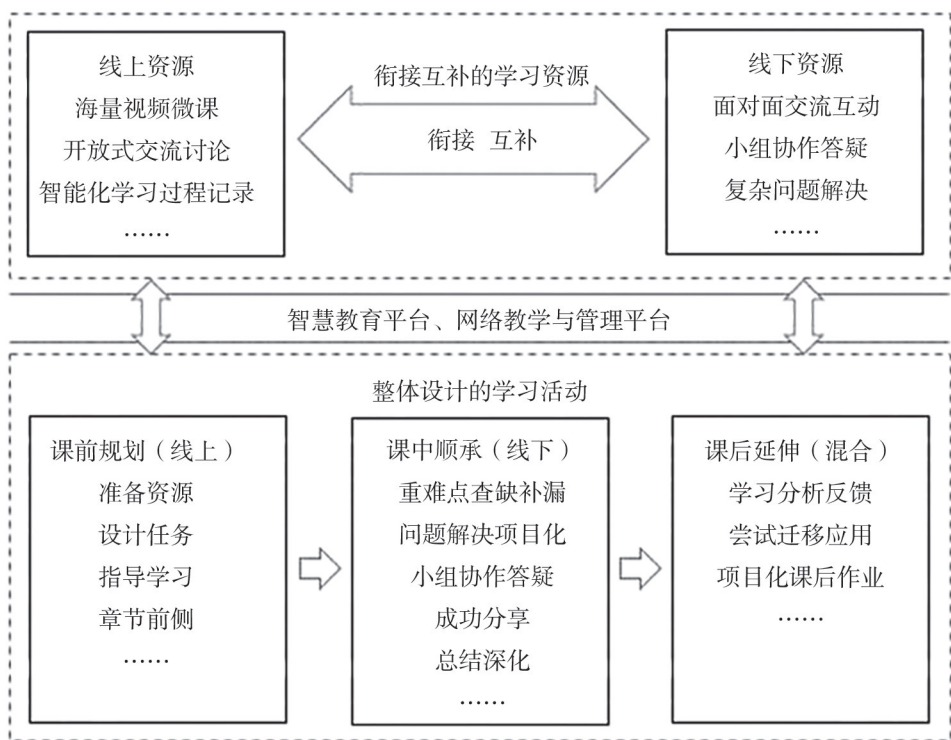 线上资源
海量视频微课
开放式交流讨论
智能化学习过程记录
……
衔接互补的学习资源
衔接 互补
线下资源
面对面交流互动
小组协作答疑
复杂问题解决
……
智慧教育平台、网络教学与管理平台
整体设计的学习活动
课前规划（线上）
准备资源
设计任务
指导学习
章节前侧
……
课中顺承（线下）
重难点查缺补漏
问题解决项目化
小组协作答疑
成功分享
总结深化
……
课后延伸（混合）
学习分析反馈
尝试迁移应用
项目化课后作业
……